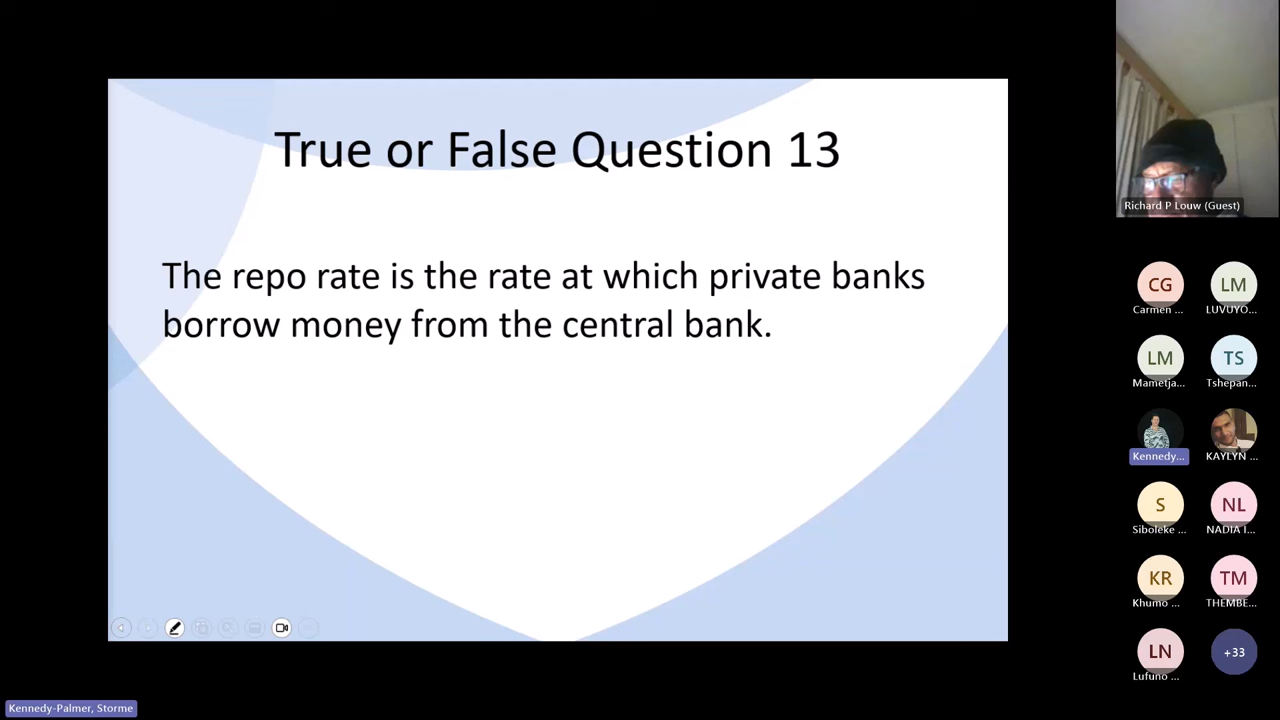 True or False Question 13
The repo rate is the rate at which private banks
borrow money from the central bank.
Richard P Louw (Guest)
CG
LM
Carmen ...
LUVUYO...
LM
TS
Mametja...
Tshepan...
Kennedy...
KAYLYN ...
S
NL
Siboleke ...
NADIA I...
KR
TM
Khumo ...
THEMBE...
LN
+33
Lufuno ...
Kennedy-Palmer, Storme